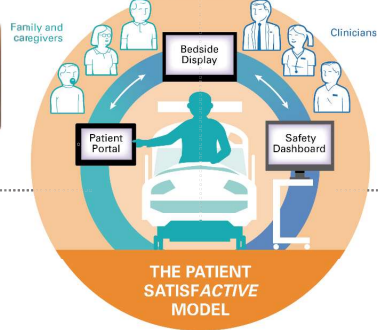 Family and
caregivers
Clinicians
Bedside
Display
Patient
Portal
Safety
Dashboard
THE PATIENT
SATISFACTIVE
MODEL